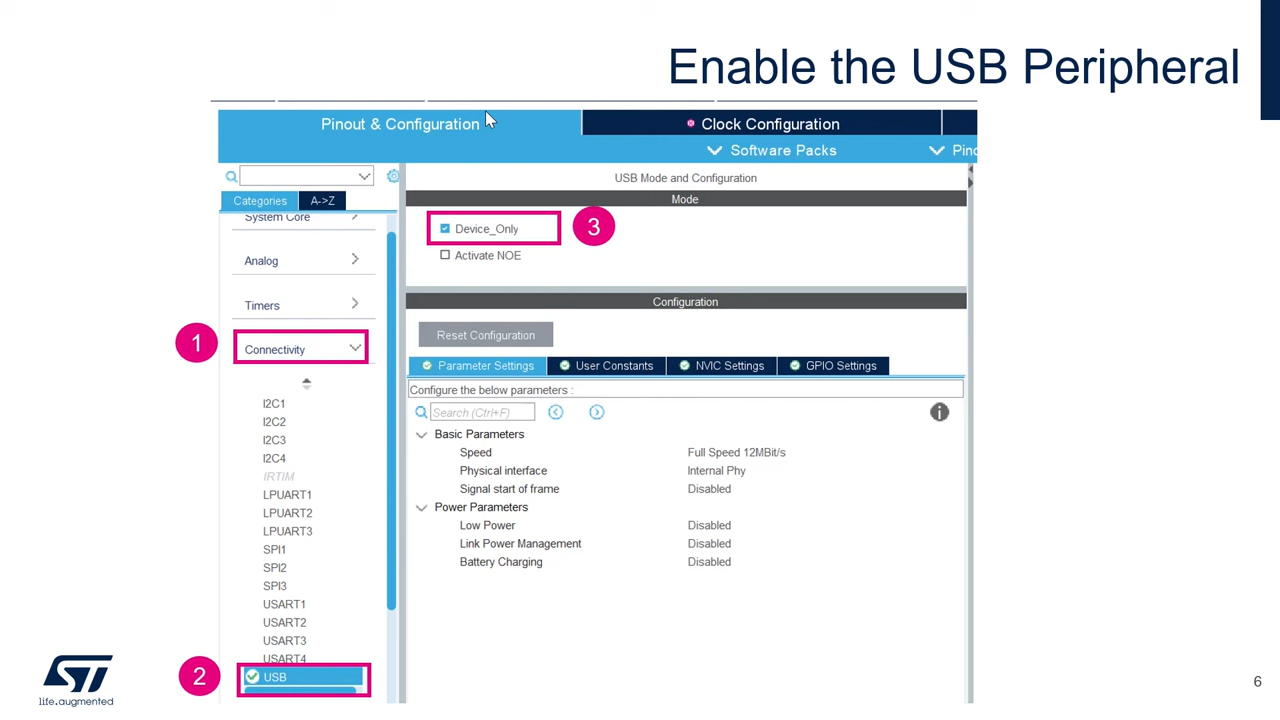 Enable the USB Peripheral
Pinout & Configuration
Clock Configuration
Software Packs
Pinc
USB Mode and Configuration
Categories
A->Z
Mode
System Core
Device_Only
3
Activate NOE
Analog
Configuration
Timers
Reset Configuration
1
Connectivity
Parameter Settings
User Constants
NVIC Settings
GPIO Settings
Configure the below parameters :
Search (Ctrl+F)
I2C1
I2C2
I2C3
I2C4
IRTIM
LPUART1
LPUART2
LPUART3
SPI1
SPI2
SPI3
USART1
USART2
USART3
USART4
2
USB
Basic Parameters
Speed Full Speed 12MBit/s
Physical interface Internal Phy
Signal start of frame Disabled
Power Parameters
Low Power Disabled
Link Power Management Disabled
Battery Charging Disabled
ST
life.augmented
6